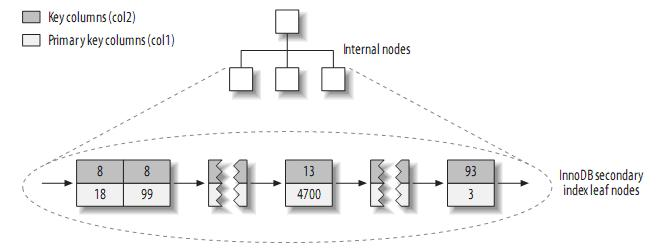 Key columns (col2)
Primary key columns (col1)
Internal nodes
8 8 13 93
18 99 4700 3
InnoDB secondary
index leaf nodes